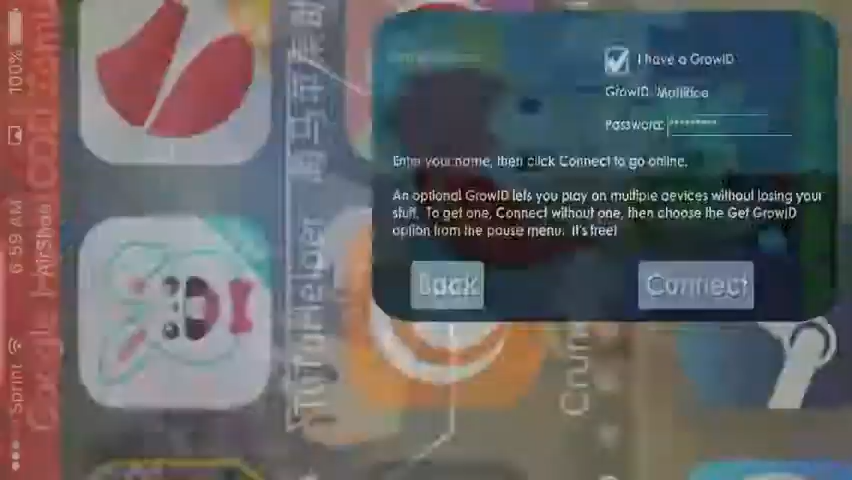 I have a GrowID
GrowID:
Password: ********
Enter your name, then click Connect to go online.
An optional GrowID lets you play on multiple devices without losing your
stuff. To get one, Connect without one, then choose the Get GrowID
option from the pause menu. It's free!
Back
Connect
100%
6:59 AM
Sprint
AirShou
TuTuHelper
Google